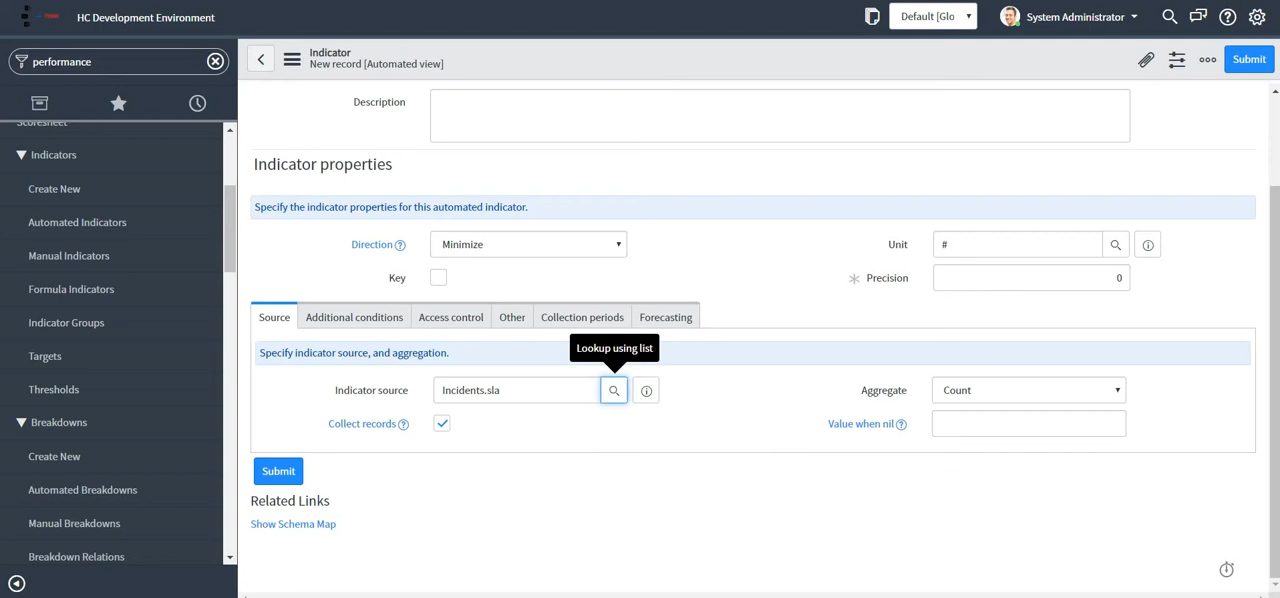 HC Development Environment
Default [Glo
System Administrator
performance
Indicator
New record [Automated view]
Submit
Scoresheet
Indicators
Create New
Automated Indicators
Manual Indicators
Formula Indicators
Indicator Groups
Targets
Thresholds
Breakdowns
Create New
Automated Breakdowns
Manual Breakdowns
Breakdown Relations
Description
Indicator properties
Specify the indicator properties for this automated indicator.
Direction
Minimize
Unit
#
Key
Precision
0
Source
Additional conditions
Access control
Other
Collection periods
Forecasting
Lookup using list
Specify indicator source, and aggregation.
Indicator source
Incidents.sla
Aggregate
Count
Collect records
Value when nil
Submit
Related Links
Show Schema Map